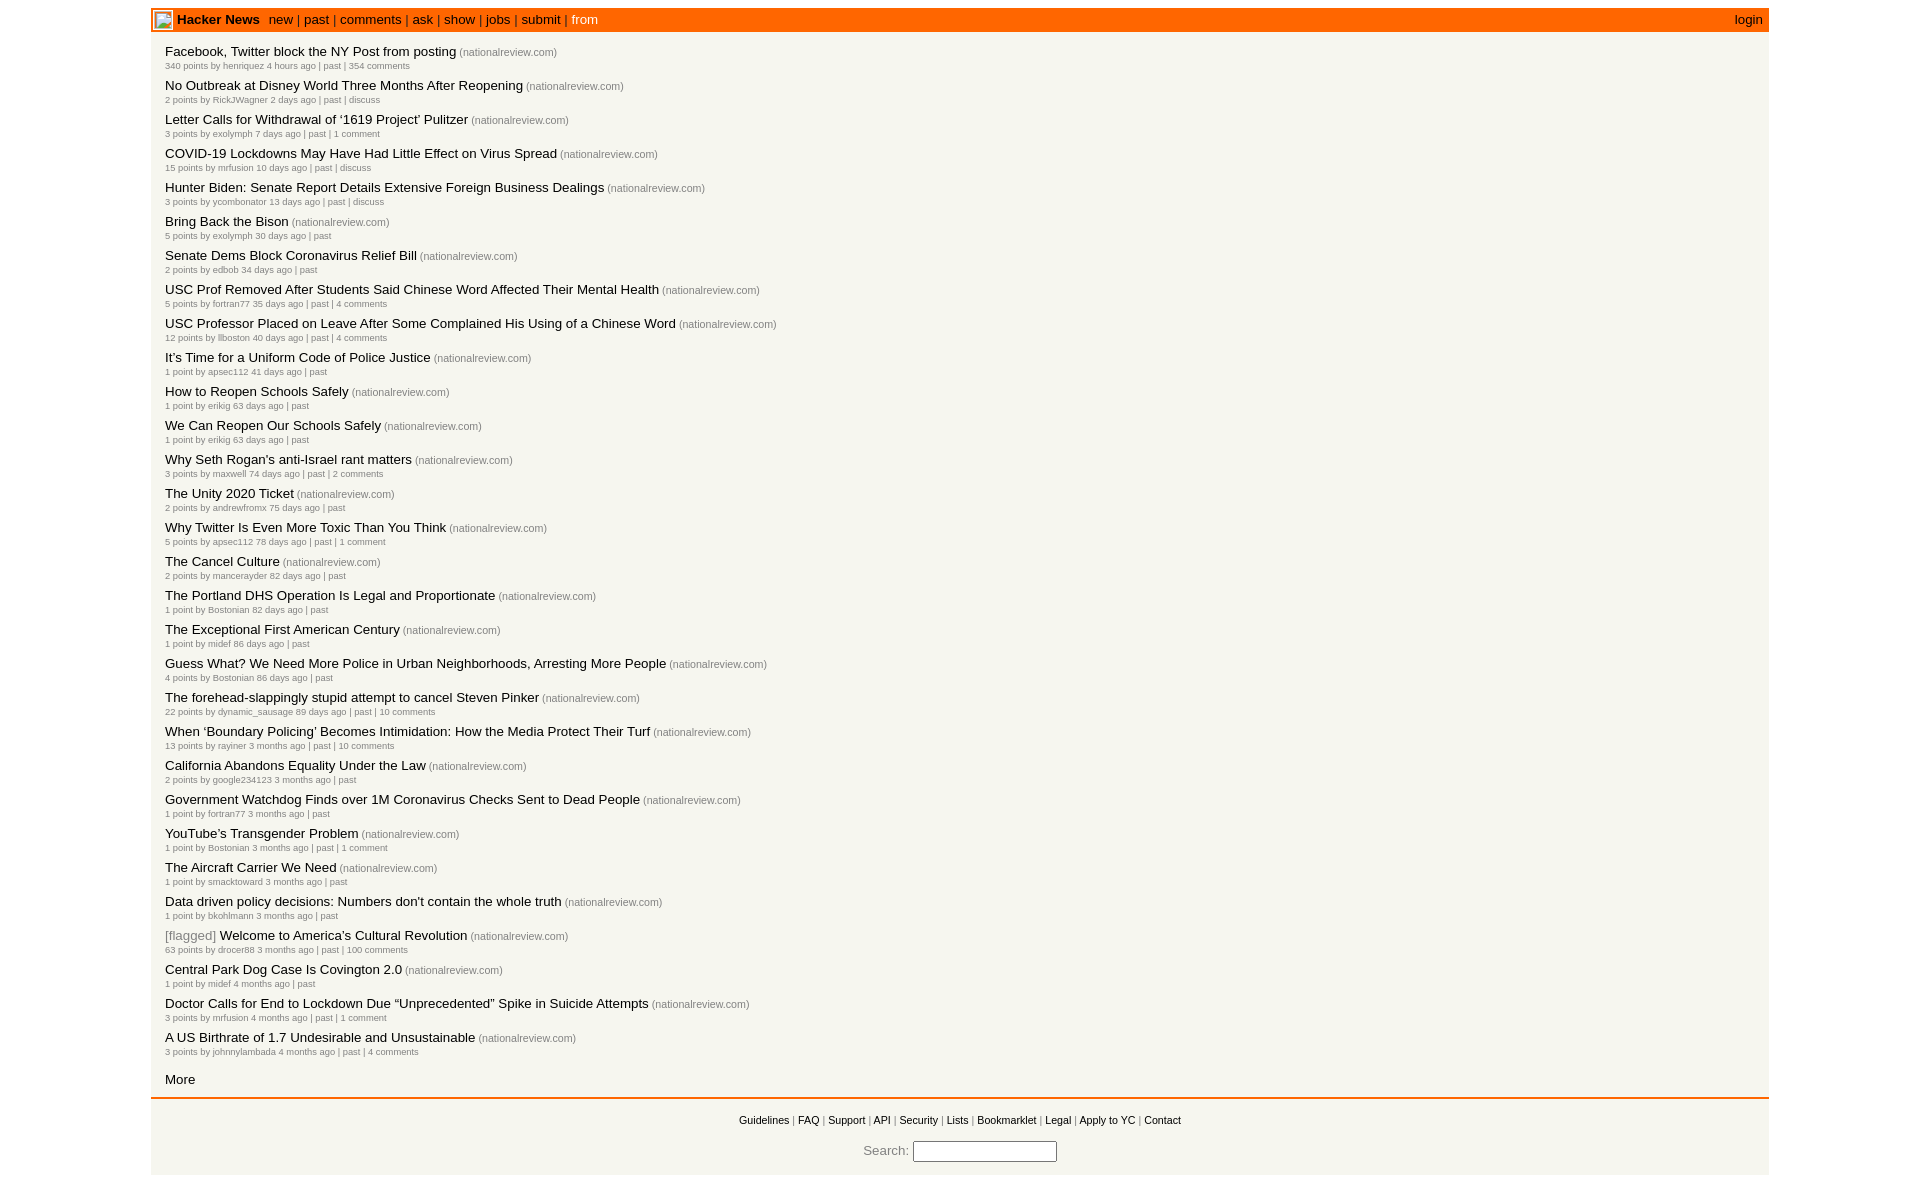 Hacker News new | past | comments | ask | show | jobs | submit | from login
Facebook, Twitter block the NY Post from posting (nationalreview.com)
340 points by henriquez 4 hours ago | past | 354 comments
No Outbreak at Disney World Three Months After Reopening (nationalreview.com)
2 points by RickJWagner 2 days ago | past | discuss
Letter Calls for Withdrawal of ‘1619 Project’ Pulitzer (nationalreview.com)
3 points by exolymph 7 days ago | past | 1 comment
COVID-19 Lockdowns May Have Had Little Effect on Virus Spread (nationalreview.com)
15 points by mrfusion 10 days ago | past | discuss
Hunter Biden: Senate Report Details Extensive Foreign Business Dealings (nationalreview.com)
3 points by ycombonator 13 days ago | past | discuss
Bring Back the Bison (nationalreview.com)
5 points by exolymph 30 days ago | past
Senate Dems Block Coronavirus Relief Bill (nationalreview.com)
2 points by edbob 34 days ago | past
USC Prof Removed After Students Said Chinese Word Affected Their Mental Health (nationalreview.com)
5 points by fortran77 35 days ago | past | 4 comments
USC Professor Placed on Leave After Some Complained His Using of a Chinese Word (nationalreview.com)
12 points by llboston 40 days ago | past | 4 comments
It’s Time for a Uniform Code of Police Justice (nationalreview.com)
1 point by apsec112 41 days ago | past
How to Reopen Schools Safely (nationalreview.com)
1 point by erikig 63 days ago | past
We Can Reopen Our Schools Safely (nationalreview.com)
1 point by erikig 63 days ago | past
Why Seth Rogan's anti-Israel rant matters (nationalreview.com)
3 points by maxwell 74 days ago | past | 2 comments
The Unity 2020 Ticket (nationalreview.com)
2 points by andrewfromx 75 days ago | past
Why Twitter Is Even More Toxic Than You Think (nationalreview.com)
5 points by apsec112 78 days ago | past | 1 comment
The Cancel Culture (nationalreview.com)
2 points by mancerayder 82 days ago | past
The Portland DHS Operation Is Legal and Proportionate (nationalreview.com)
1 point by Bostonian 82 days ago | past
The Exceptional First American Century (nationalreview.com)
1 point by midef 86 days ago | past
Guess What? We Need More Police in Urban Neighborhoods, Arresting More People (nationalreview.com)
4 points by Bostonian 86 days ago | past
The forehead-slappingly stupid attempt to cancel Steven Pinker (nationalreview.com)
22 points by dynamic_sausage 89 days ago | past | 10 comments
When ‘Boundary Policing’ Becomes Intimidation: How the Media Protect Their Turf (nationalreview.com)
13 points by rayiner 3 months ago | past | 10 comments
California Abandons Equality Under the Law (nationalreview.com)
2 points by google234123 3 months ago | past
Government Watchdog Finds over 1M Coronavirus Checks Sent to Dead People (nationalreview.com)
1 point by fortran77 3 months ago | past
YouTube’s Transgender Problem (nationalreview.com)
1 point by Bostonian 3 months ago | past | 1 comment
The Aircraft Carrier We Need (nationalreview.com)
1 point by smacktoward 3 months ago | past
Data driven policy decisions: Numbers don't contain the whole truth (nationalreview.com)
1 point by bkohlmann 3 months ago | past
[flagged] Welcome to America’s Cultural Revolution (nationalreview.com)
63 points by drocer88 3 months ago | past | 100 comments
Central Park Dog Case Is Covington 2.0 (nationalreview.com)
1 point by midef 4 months ago | past
Doctor Calls for End to Lockdown Due “Unprecedented” Spike in Suicide Attempts (nationalreview.com)
3 points by mrfusion 4 months ago | past | 1 comment
A US Birthrate of 1.7 Undesirable and Unsustainable (nationalreview.com)
3 points by johnnylambada 4 months ago | past | 4 comments
More
Guidelines | FAQ | Support | API | Security | Lists | Bookmarklet | Legal | Apply to YC | Contact
Search: